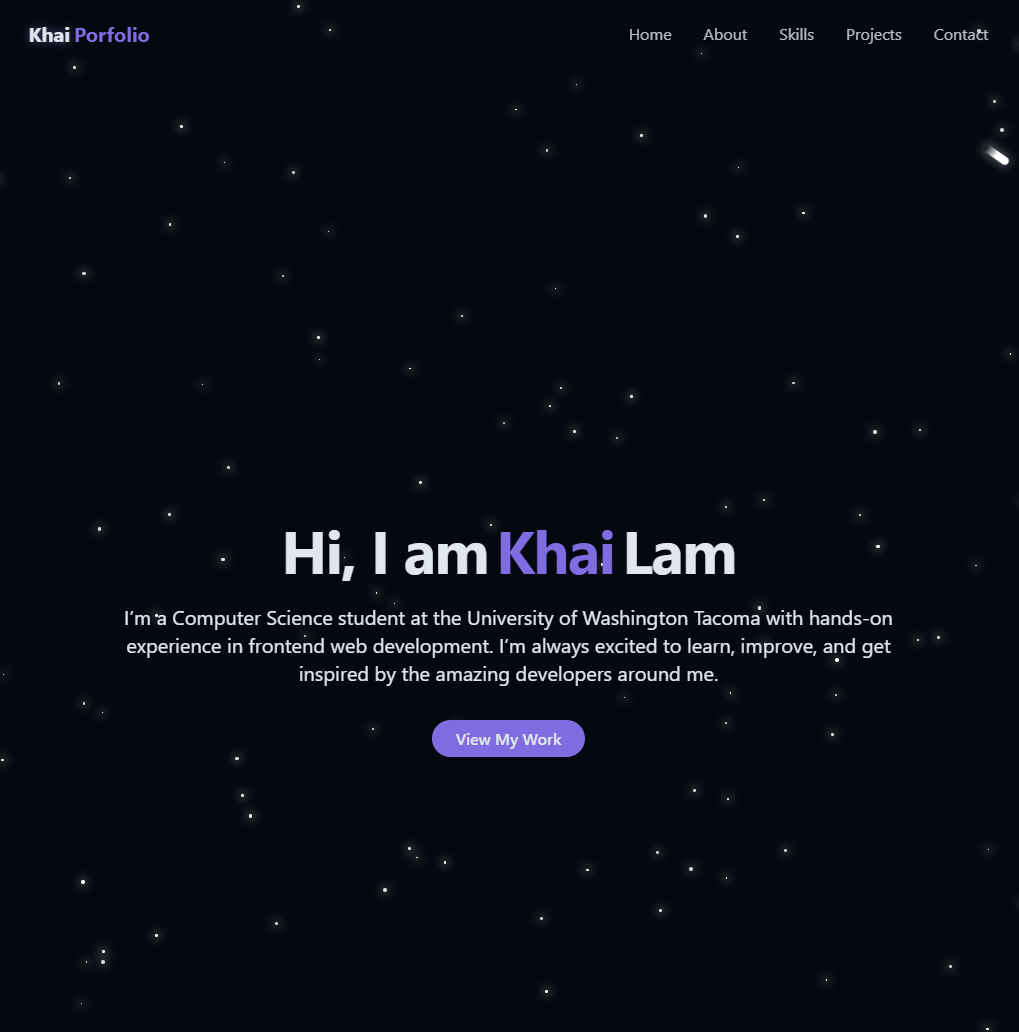 Khai Porfolio
Home About Skills Projects Contact
Hi, I am Khai Lam
I’m a Computer Science student at the University of Washington Tacoma with hands-on
experience in frontend web development. I’m always excited to learn, improve, and get
inspired by the amazing developers around me.
View My Work